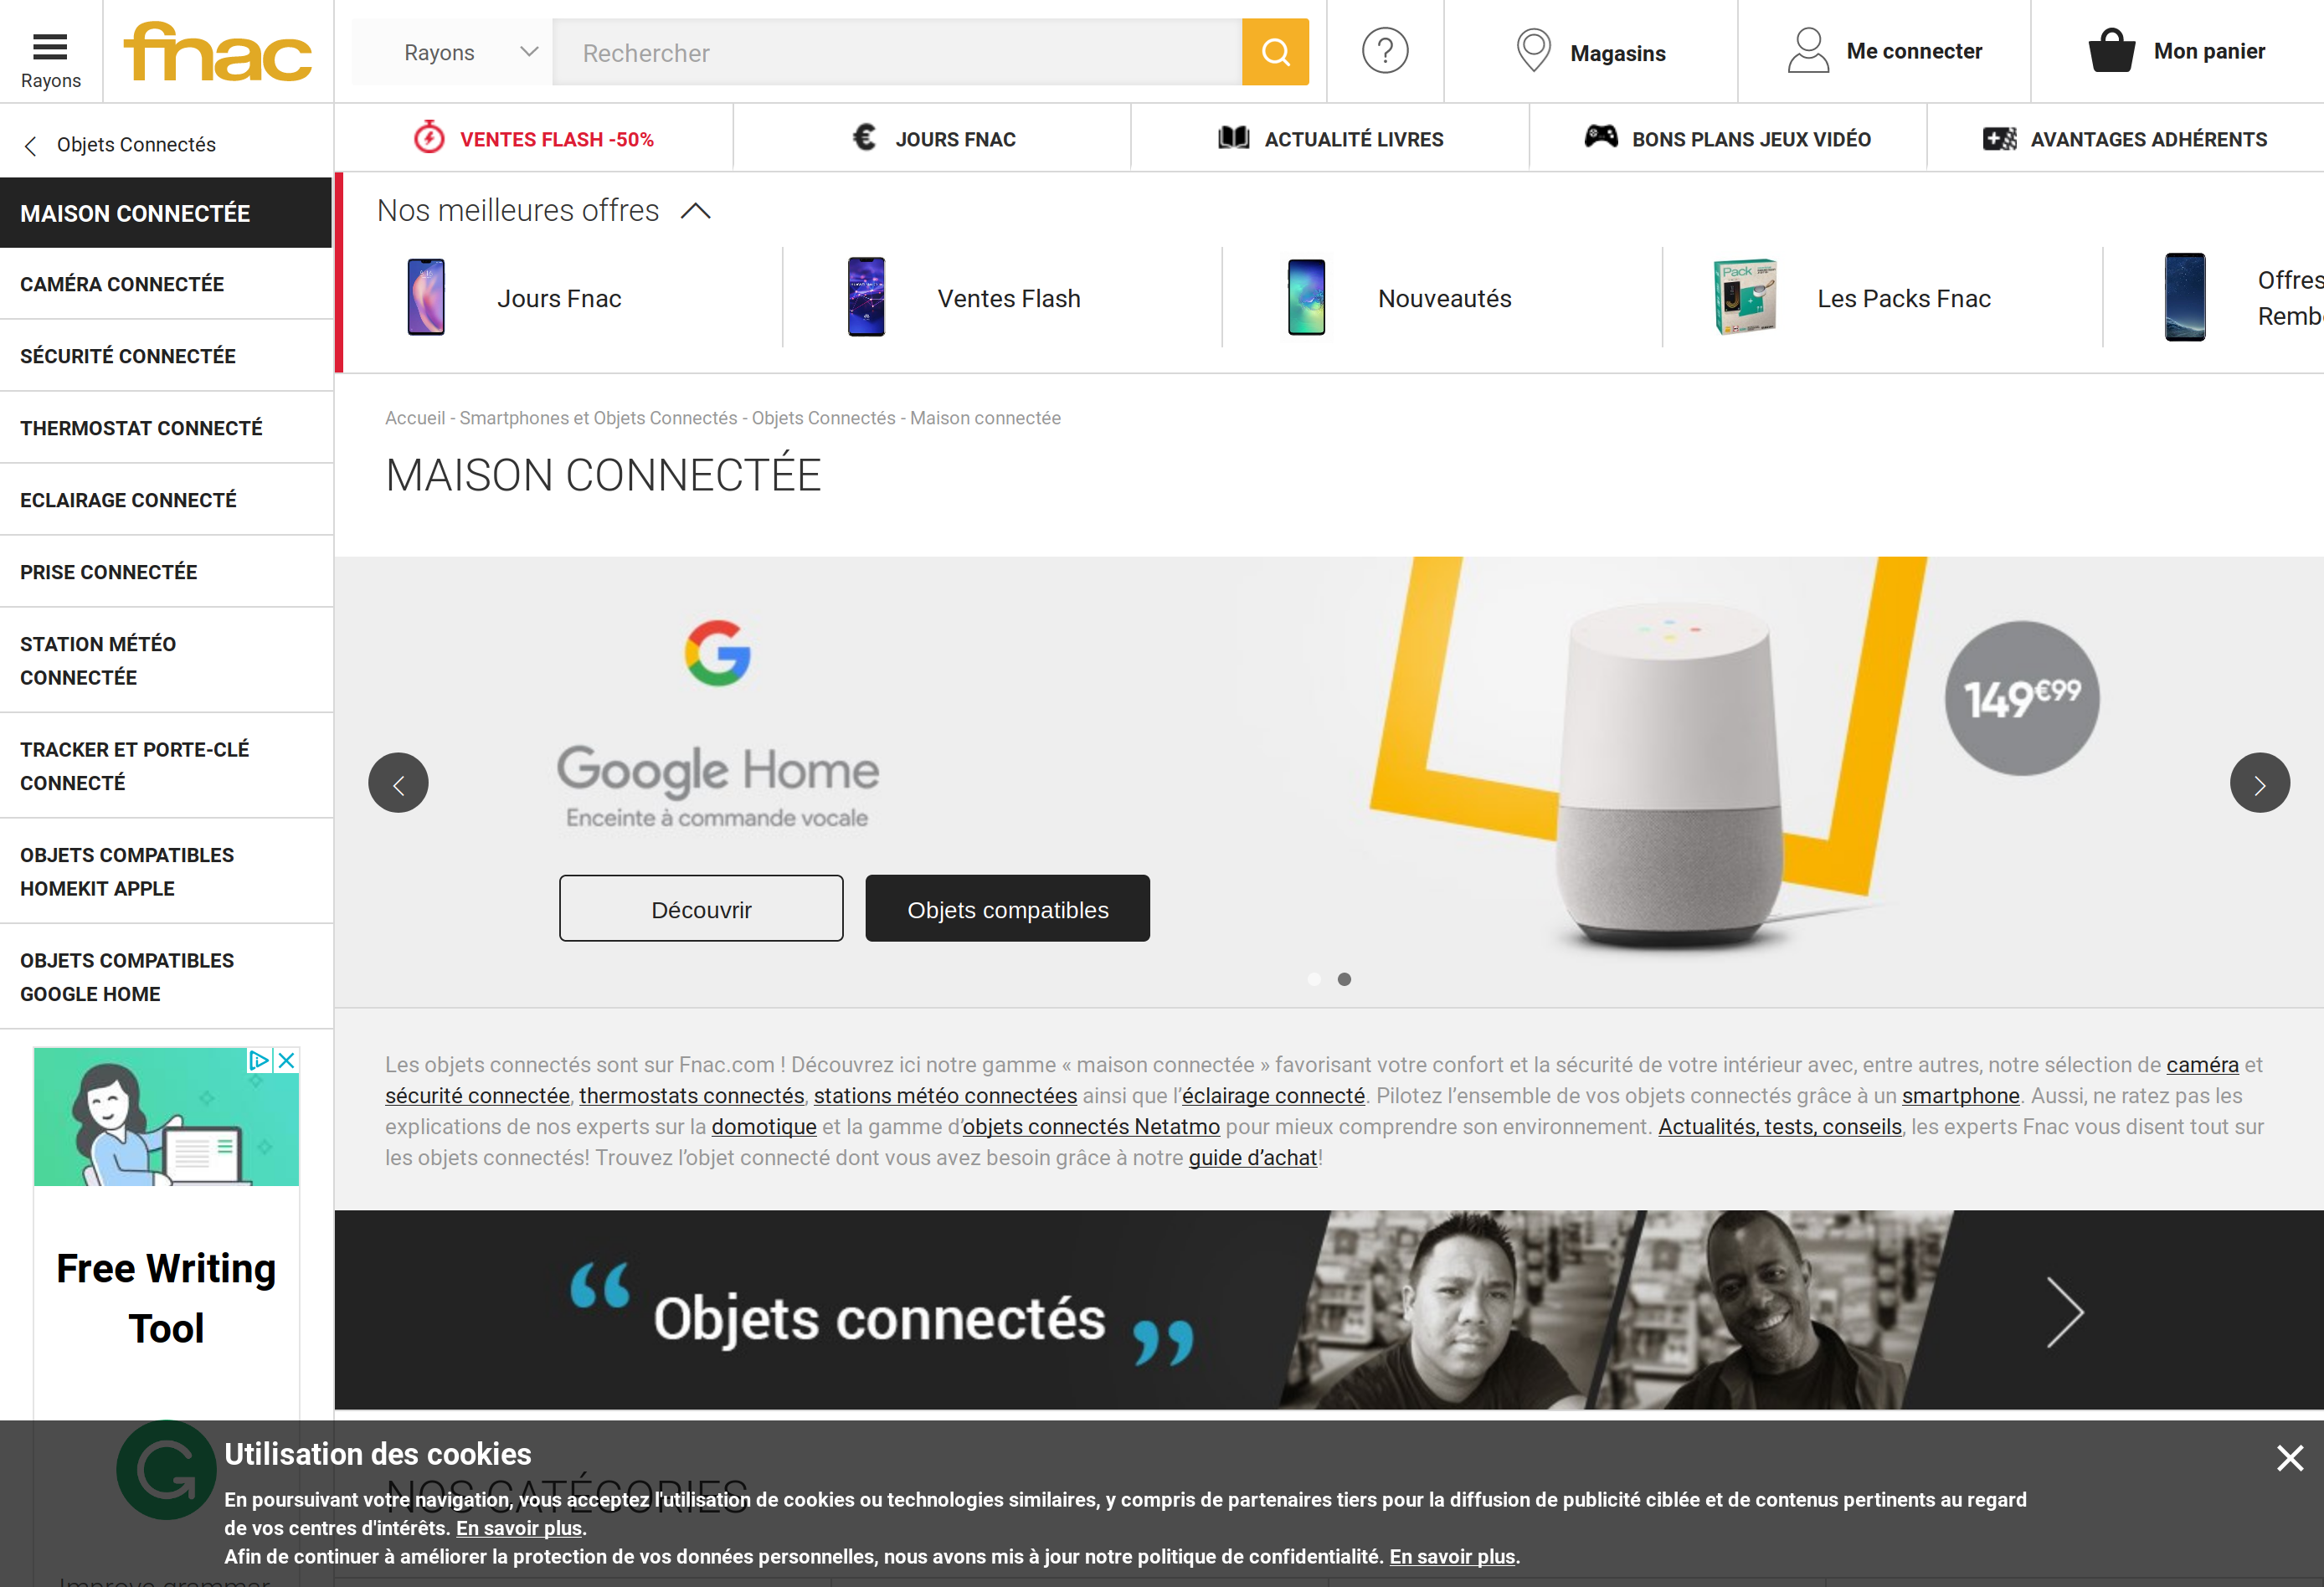 Rayons
fnac
Rayons
Rechercher
?
Magasins
Me connecter
Mon panier
Objets Connectés
VENTES FLASH -50%
€ JOURS FNAC
ACTUALITÉ LIVRES
BONS PLANS JEUX VIDÉO
AVANTAGES ADHÉRENTS
MAISON CONNECTÉE
CAMÉRA CONNECTÉE
SÉCURITÉ CONNECTÉE
THERMOSTAT CONNECTÉ
ECLAIRAGE CONNECTÉ
PRISE CONNECTÉE
STATION MÉTÉO
CONNECTÉE
TRACKER ET PORTE-CLÉ
CONNECTÉ
OBJETS COMPATIBLES
HOMEKIT APPLE
OBJETS COMPATIBLES
GOOGLE HOME
Nos meilleures offres
Jours Fnac
Ventes Flash
Nouveautés
Pack
Les Packs Fnac
Offres
Accueil - Smartphones et Objets Connectés - Objets Connectés - Maison connectée
MAISON CONNECTÉE
G
Google Home
Enceinte à commande vocale
149€99
Découvrir
Objets compatibles
Les objets connectés sont sur Fnac.com ! Découvrez ici notre gamme « maison connectée » favorisant votre confort et la sécurité de votre intérieur avec, entre autres, notre sélection de caméra et
sécurité connectée, thermostats connectés, stations météo connectées ainsi que l’éclairage connecté. Pilotez l’ensemble de vos objets connectés grâce à un smartphone. Aussi, ne ratez pas les
explications de nos experts sur la domotique et la gamme d’objets connectés Netatmo pour mieux comprendre son environnement. Actualités, tests, conseils, les experts Fnac vous disent tout sur
les objets connectés! Trouvez l’objet connecté dont vous avez besoin grâce à notre guide d’achat!
Free Writing
Tool
“ Objets connectés ”
NOS CATÉGORIES
Utilisation des cookies
En poursuivant votre navigation, vous acceptez l'utilisation de cookies ou technologies similaires, y compris de partenaires tiers pour la diffusion de publicité ciblée et de contenus pertinents au regard
de vos centres d'intérêts. En savoir plus.
Afin de continuer à améliorer la protection de vos données personnelles, nous avons mis à jour notre politique de confidentialité. En savoir plus.
Improve grammar